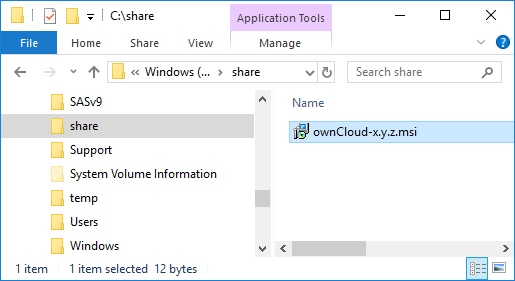 C:\share
Application Tools
File
Home
Share
View
Manage
« Windows (... > share
Search share
SASv9
share
Support
System Volume Information
temp
Users
Windows
Name
ownCloud-x.y.z.msi
1 item
1 item selected 12 bytes